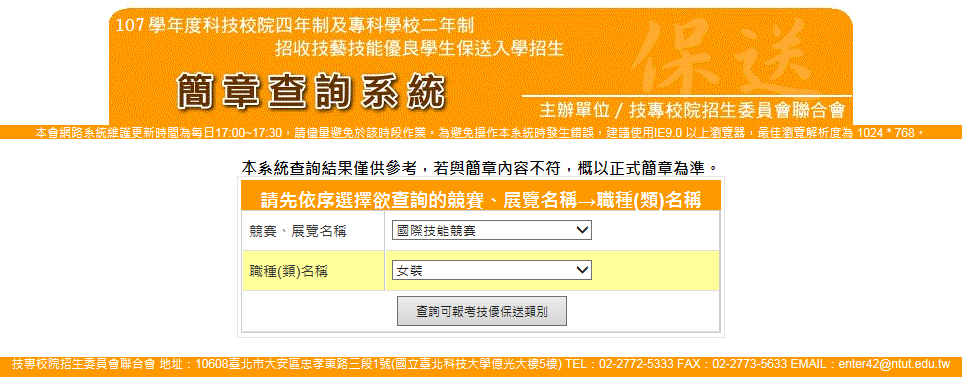 107 學年度科技校院四年制及專科學校二年制
招收技藝技能優良學生保送入學招生
保送
簡章查詢系統
主辦單位 / 技專校院招生委員會聯合會
本會網路系統維護更新時間為每日17:00~17:30，請儘量避免於該時段作業。為避免操作本系統時發生錯誤，建議使用IE9.0 以上瀏覽器，最佳瀏覽解析度為 1024 * 768。
本系統查詢結果僅供參考，若與簡章內容不符，概以正式簡章為準。
請先依序選擇欲查詢的競賽、展覽名稱→職種(類)名稱
競賽、展覽名稱 國際技能競賽
職種(類)名稱 女裝
查詢可報考技優保送類別
技專校院招生委員會聯合會 地址：10608臺北市大安區忠孝東路三段1號(國立臺北科技大學億光大樓5樓) TEL：02-2772-5333 FAX：02-2773-5633 EMAIL：enter42@ntut.edu.tw